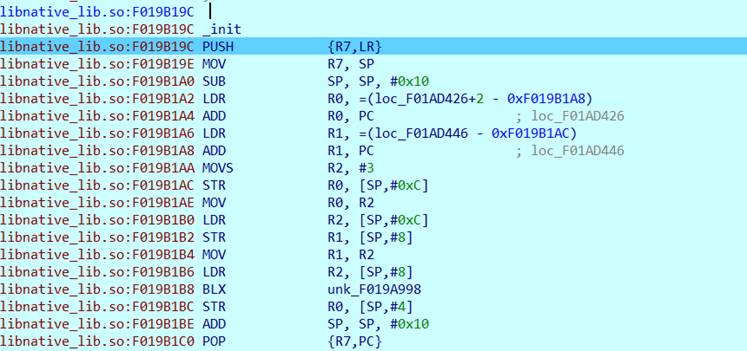 libnative_lib.so:F019B19C
libnative_lib.so:F019B19C _init
libnative_lib.so:F019B19C PUSH {R7,LR}
libnative_lib.so:F019B19E MOV R7, SP
libnative_lib.so:F019B1A0 SUB SP, SP, #0x10
libnative_lib.so:F019B1A2 LDR R0, =(loc_F01AD426+2 - 0xF019B1A8)
libnative_lib.so:F019B1A4 ADD R0, PC ; loc_F01AD426
libnative_lib.so:F019B1A6 LDR R1, =(loc_F01AD446 - 0xF019B1AC)
libnative_lib.so:F019B1A8 ADD R1, PC ; loc_F01AD446
libnative_lib.so:F019B1AA MOVS R2, #3
libnative_lib.so:F019B1AC STR R0, [SP,#0xC]
libnative_lib.so:F019B1AE MOV R0, R2
libnative_lib.so:F019B1B0 LDR R2, [SP,#0xC]
libnative_lib.so:F019B1B2 STR R1, [SP,#8]
libnative_lib.so:F019B1B4 MOV R1, R2
libnative_lib.so:F019B1B6 LDR R2, [SP,#8]
libnative_lib.so:F019B1B8 BLX unk_F019A998
libnative_lib.so:F019B1BC STR R0, [SP,#4]
libnative_lib.so:F019B1BE ADD SP, SP, #0x10
libnative_lib.so:F019B1C0 POP {R7,PC}